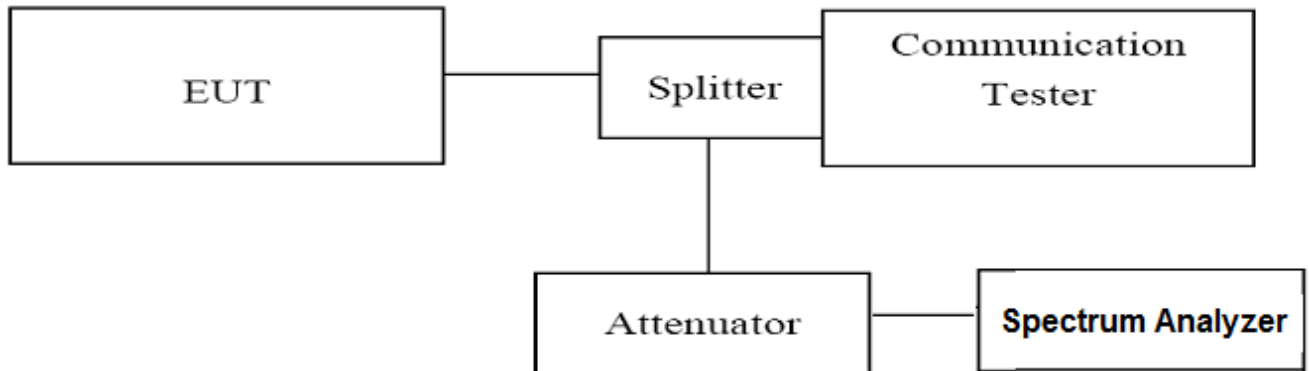 EUT
Splitter
Communication
Tester
Attenuator
Spectrum Analyzer